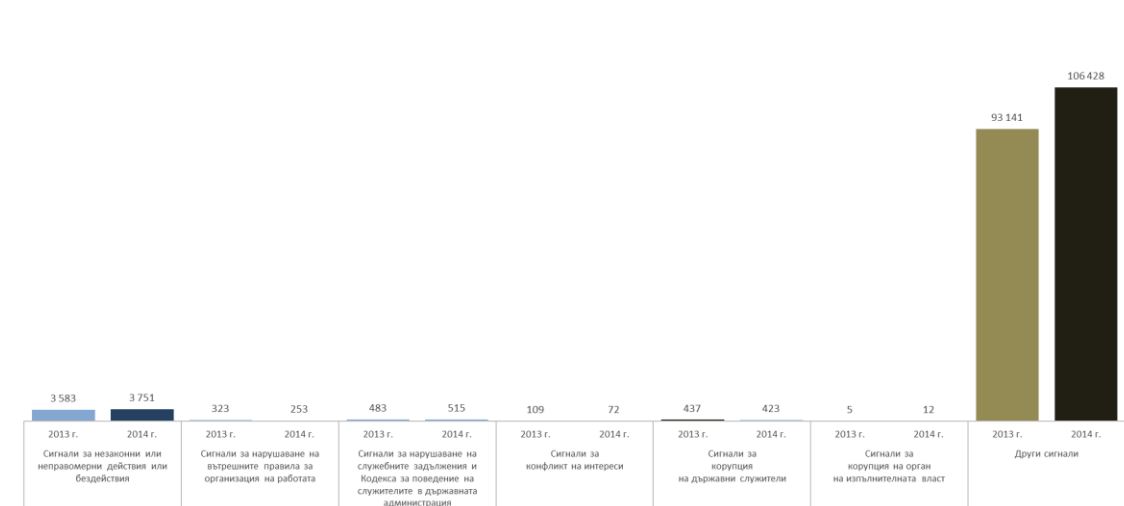 106 428
93 141
3 583
3 751
323
253
483
515
109
72
437
423
5
12
2013 г.
2014 г.
2013 г.
2014 г.
2013 г.
2014 г.
2013 г.
2014 г.
2013 г.
2014 г.
2013 г.
2014 г.
2013 г.
2014 г.
Сигнали за незаконни или
неправомерни действия или
бездействия
Сигнали за нарушаване на
вътрешните правила за
организация на работата
Сигнали за нарушаване на
служебните задължения и
Кодекса за поведение на
служителите в държавната
администрация
Сигнали за
конфликт на интереси
Сигнали за
корупция
на държавни служители
Сигнали за
корупция на орган
на изпълнителната власт
Други сигнали